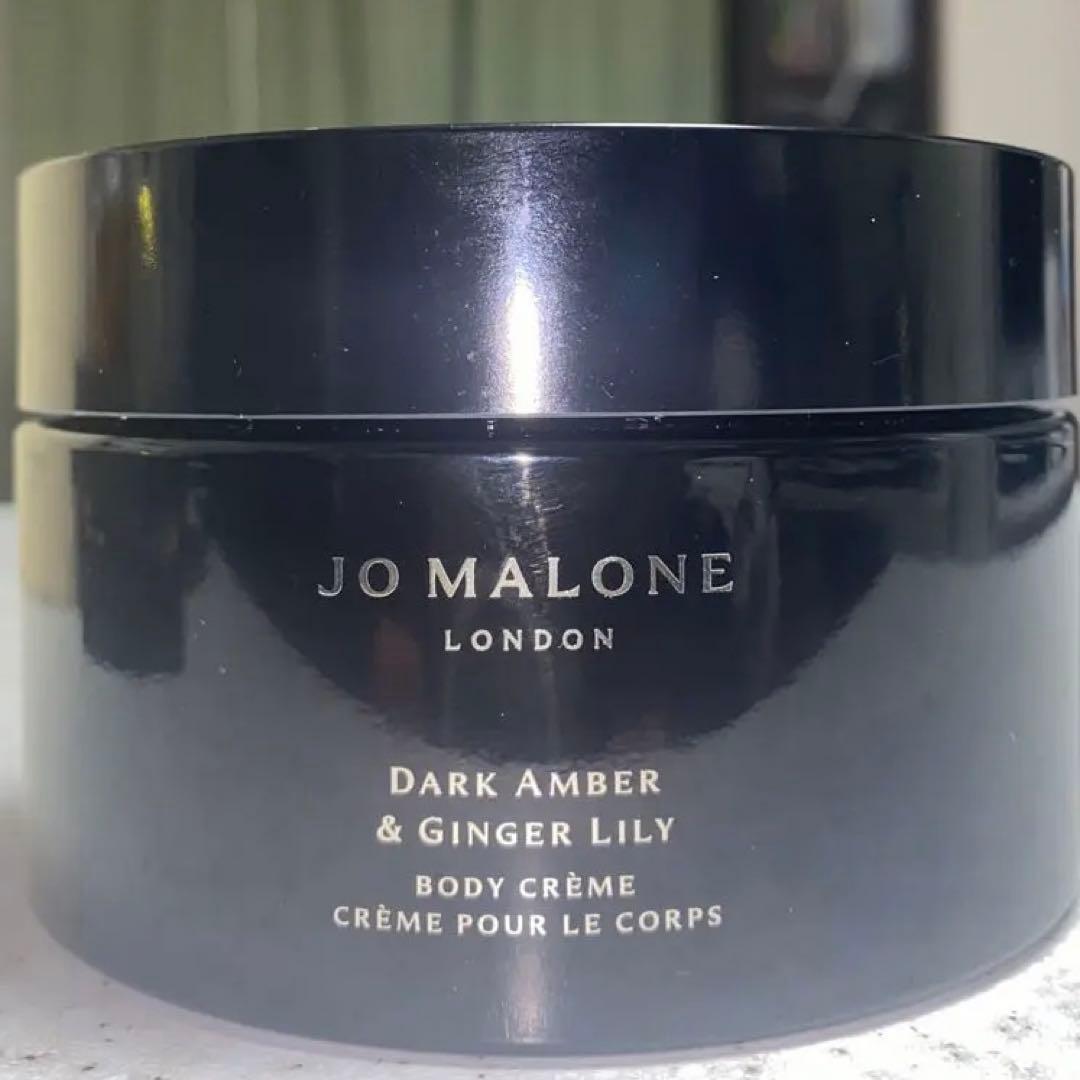 JO MALONE
LONDON
DARK AMBER
& GINGER LILY
BODY CRÈME
CRÈME POUR LE CORPS